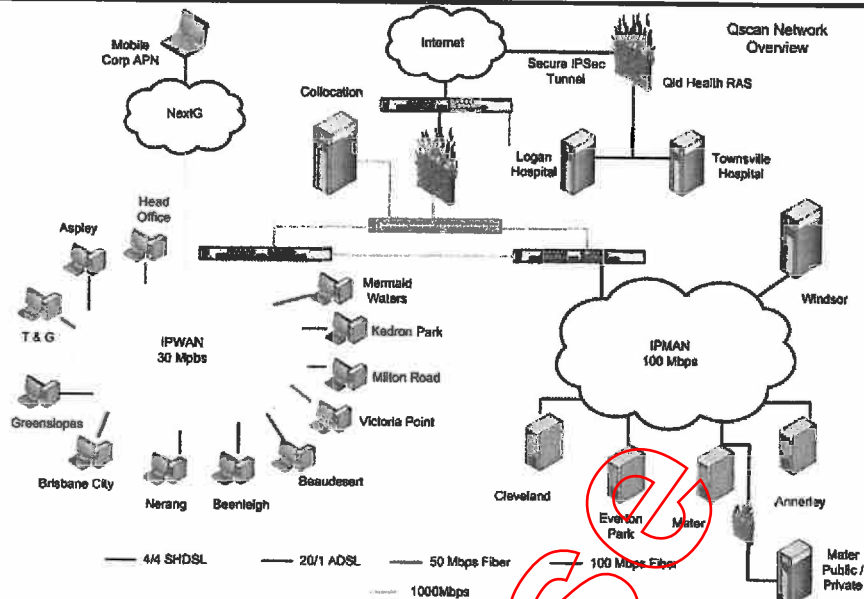 Qscan Network
Overview
Mobile
Corp APN
Internet
Secure IPSec
Tunnel
Qld Health RAS
NextG
Collocation
Logan
Hospital
Townsville
Hospital
Head
Office
Aspley
Mermaid
Waters
Windsor
T & G
IPWAN
30 Mpbs
Kedron Park
IPMAN
100 Mbps
Milton Road
Greenslopes
Victoria Point
Brisbane City
Nerang
Beenleigh
Beaudesert
Cleveland
Everton
Park
Mater
Annerley
Mater
Public /
Private
4/4 SHDSL
20/1 ADSL
50 Mbps Fiber
100 Mbps Fiber
1000Mbps